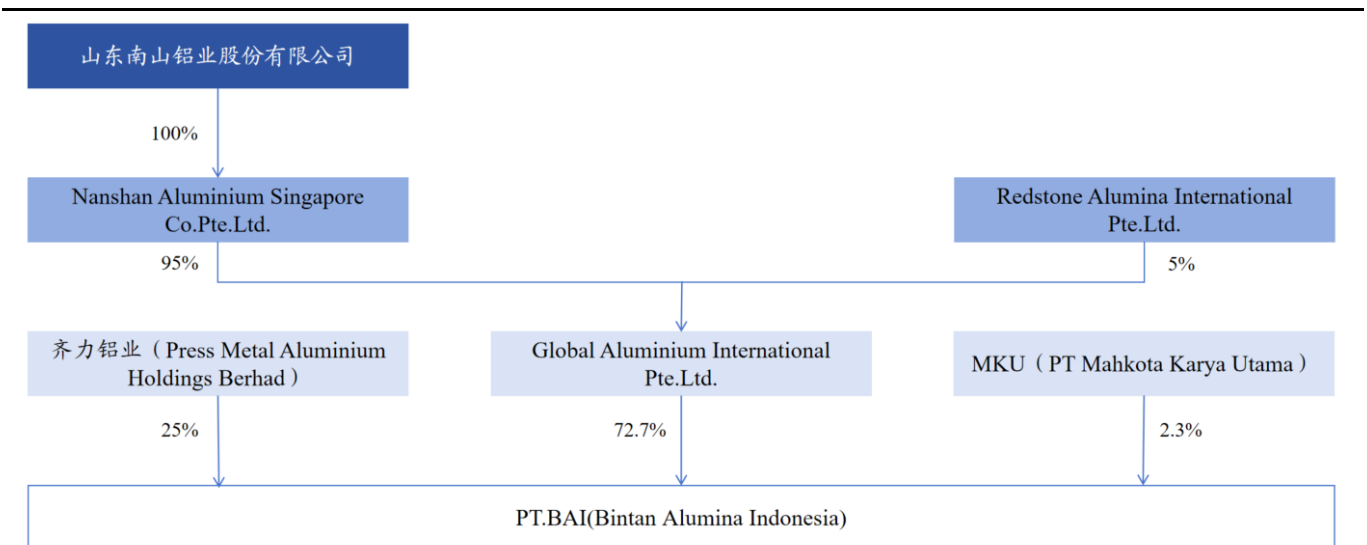 山东南山铝业股份有限公司
100%
Nanshan Aluminium Singapore
Co.Pte.Ltd.
Redstone Alumina International
Pte.Ltd.
95%
5%
齐力铝业（Press Metal Aluminium
Holdings Berhad）
Global Aluminium International
Pte.Ltd.
MKU（PT Mahkota Karya Utama）
25%
72.7%
2.3%
PT.BAI(Bintan Alumina Indonesia)